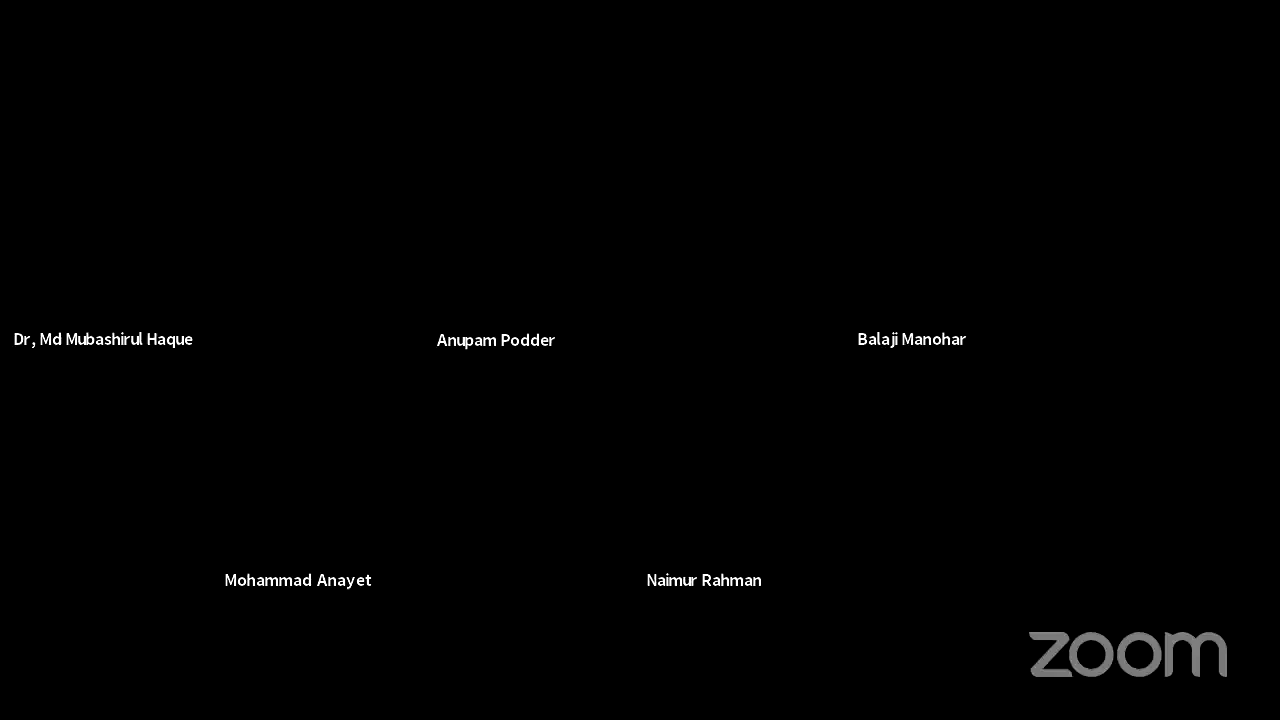 Dr, Md Mubashirul Haque
Anupam Podder
Balaji Manohar
Mohammad Anayet
Naimur Rahman
zoom